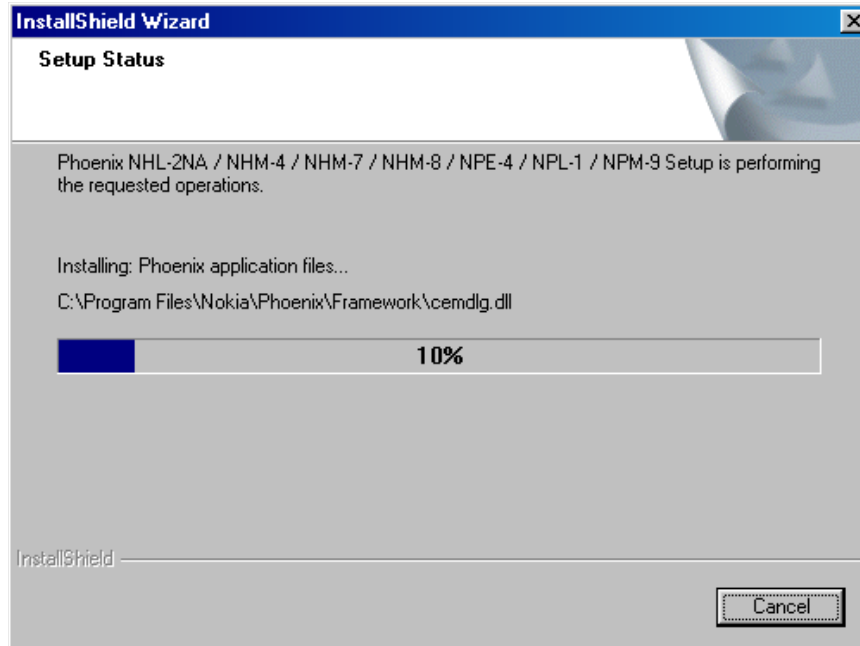 InstallShield Wizard
Setup Status
Phoenix NHL-2NA / NHM-4 / NHM-7 / NHM-8 / NPE-4 / NPL-1 / NPM-9 Setup is performing
the requested operations.
Installing: Phoenix application files...
C:\Program Files\Nokia\Phoenix\Framework\cemdlg.dll
10%
InstallShield
Cancel